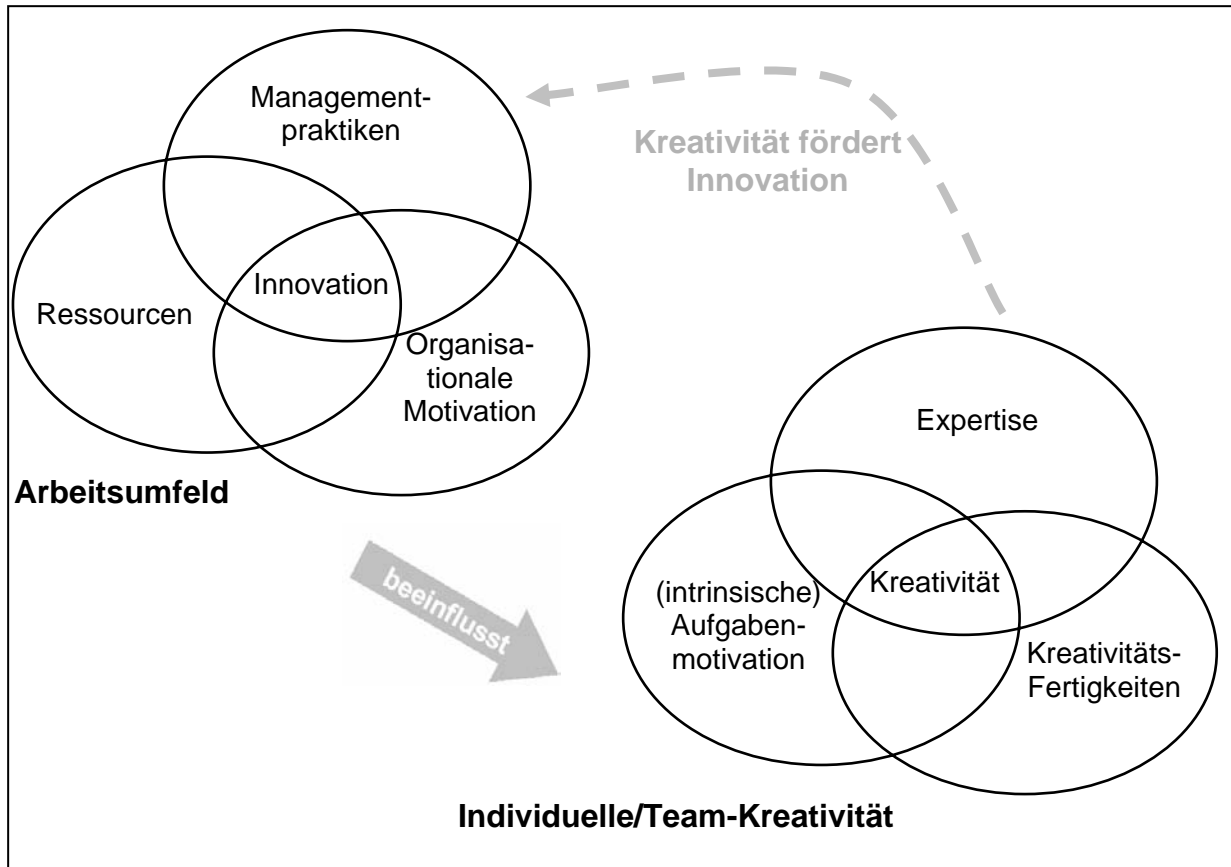 Management-
praktiken
Kreativität fördert
Innovation
Innovation
Ressourcen
Organisa-
tionale
Motivation
Expertise
Arbeitsumfeld
beeinflusst
Kreativität
(intrinsische)
Aufgaben-
motivation
Kreativitäts-
Fertigkeiten
Individuelle/Team-Kreativität